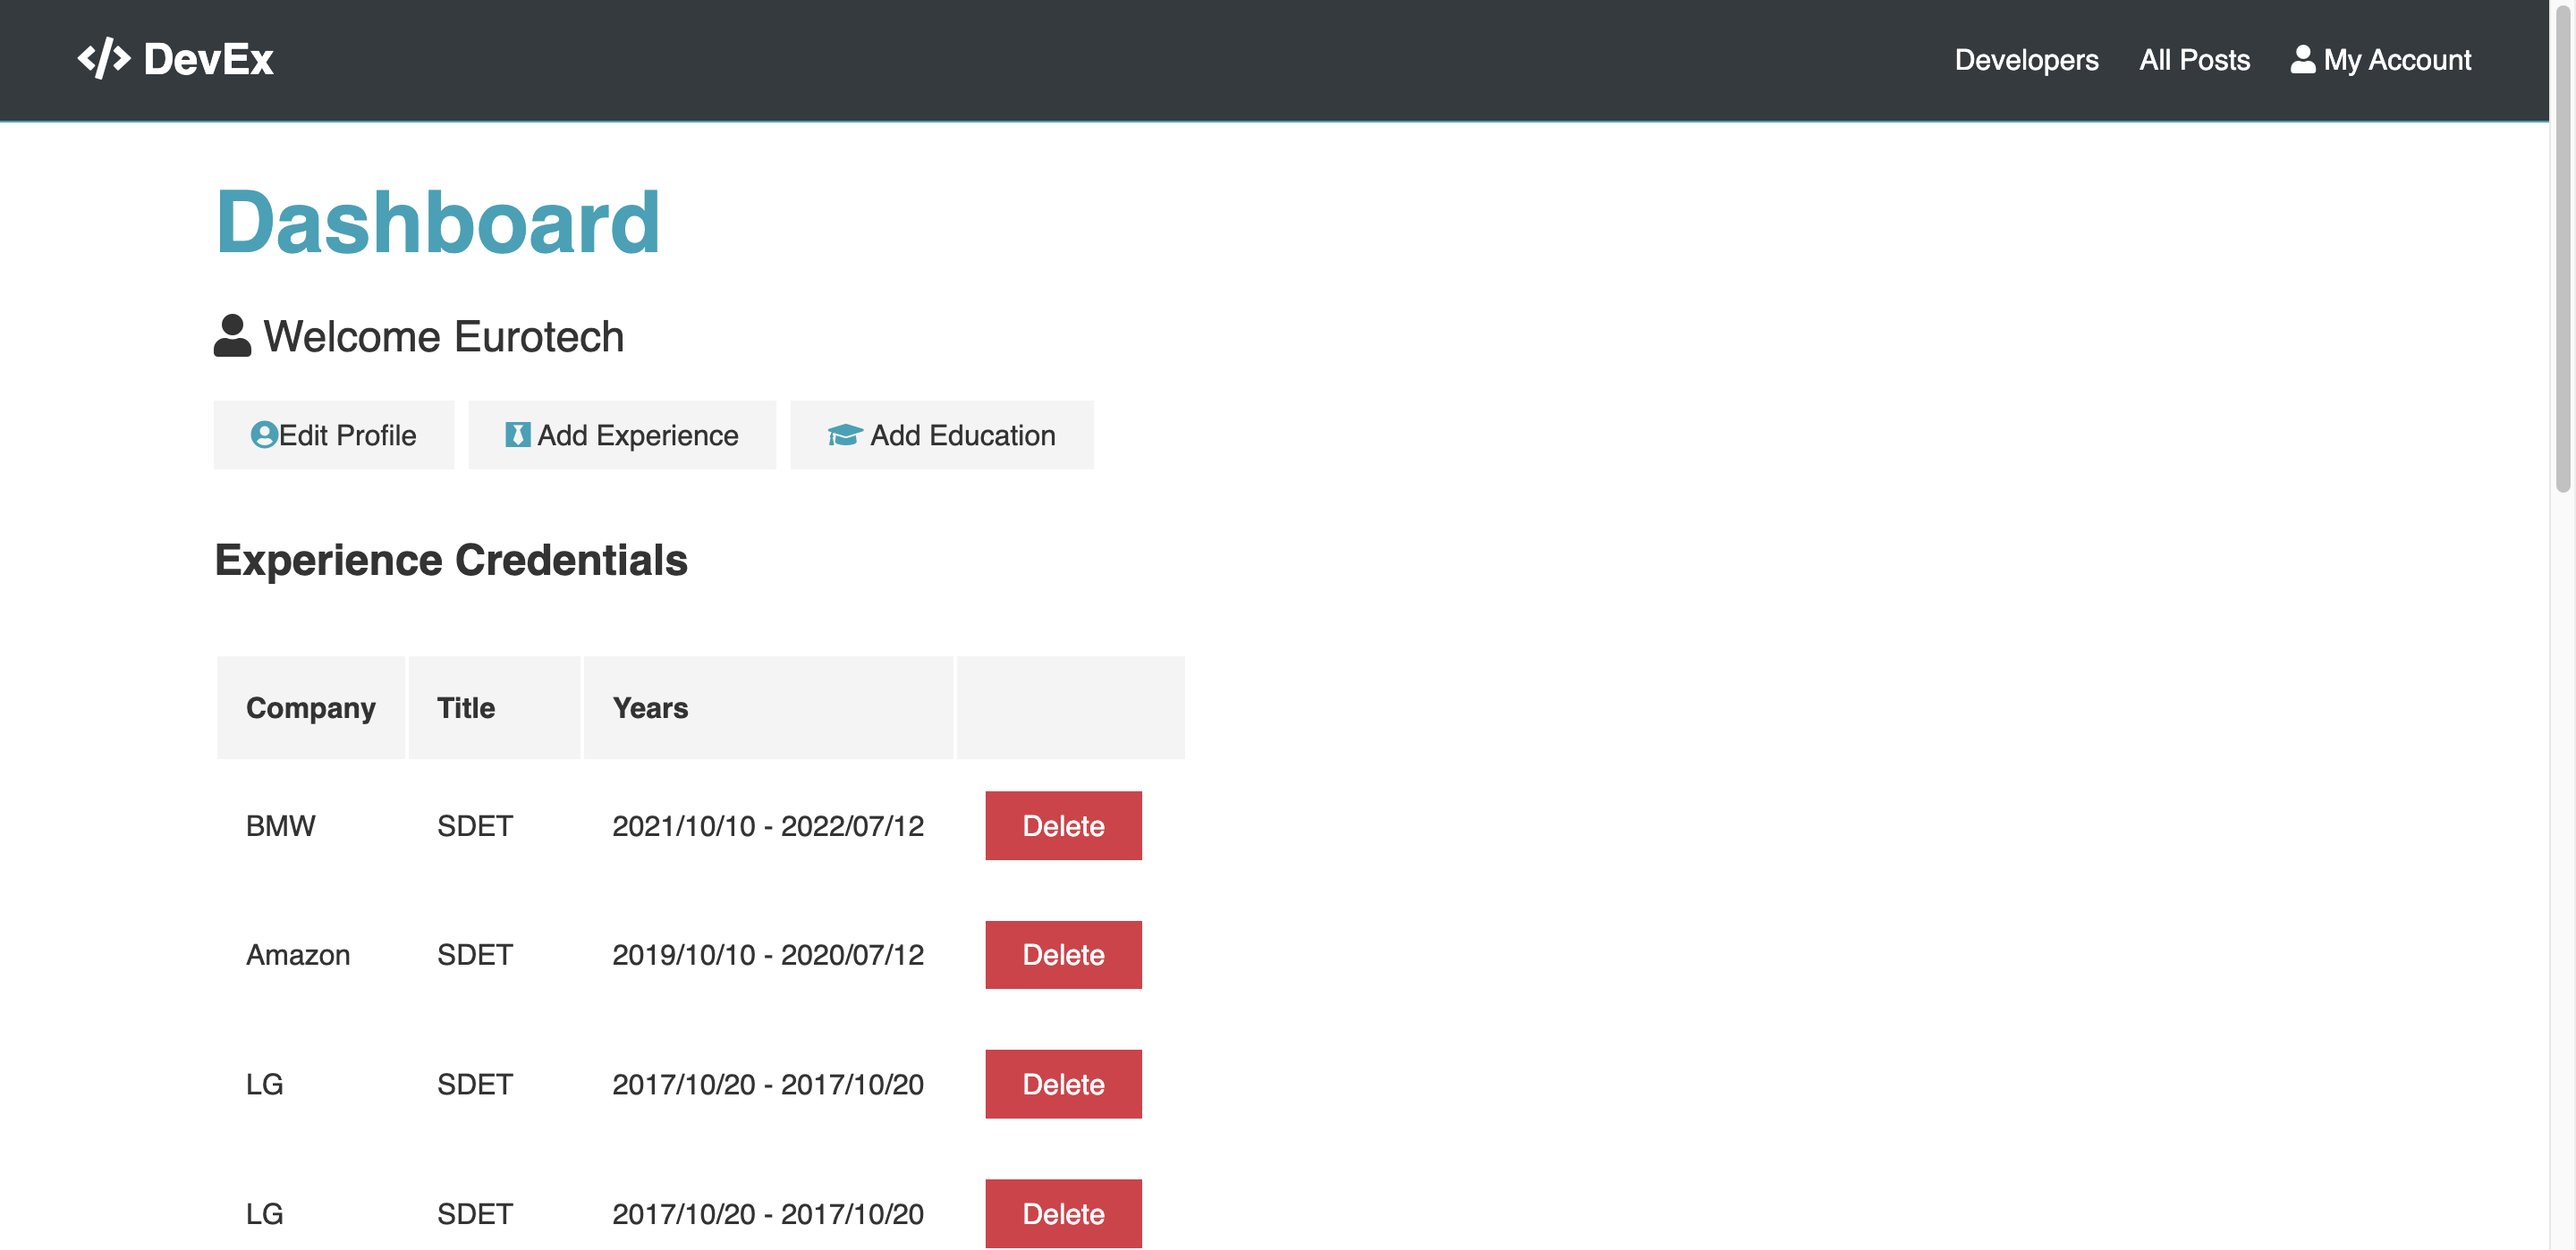 DevEx
Developers All Posts My Account
Dashboard
Welcome Eurotech
Edit Profile Add Experience Add Education
Experience Credentials
Company Title Years
BMW SDET 2021/10/10 - 2022/07/12 Delete
Amazon SDET 2019/10/10 - 2020/07/12 Delete
LG SDET 2017/10/20 - 2017/10/20 Delete
LG SDET 2017/10/20 - 2017/10/20 Delete